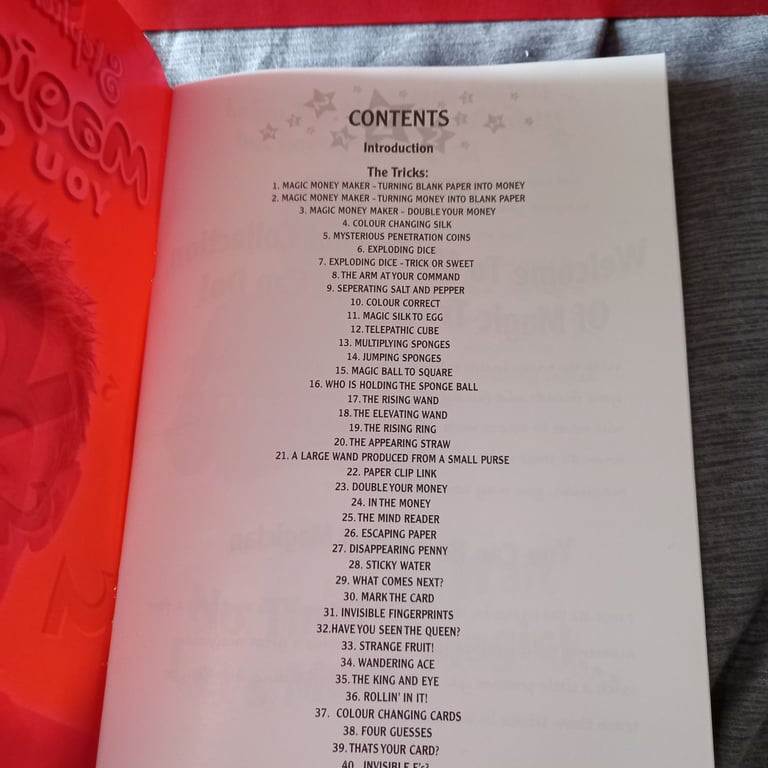 CONTENTS
Introduction
The Tricks:
1. MAGIC MONEY MAKER - TURNING BLANK PAPER INTO MONEY
2. MAGIC MONEY MAKER - TURNING MONEY INTO BLANK PAPER
3. MAGIC MONEY MAKER - DOUBLE YOUR MONEY
4. COLOUR CHANGING SILK
5. MYSTERIOUS PENETRATION COINS
6. EXPLODING DICE
7. EXPLODING DICE - TRICK OR SWEET
8. THE ARM AT YOUR COMMAND
9. SEPERATING SALT AND PEPPER
10. COLOUR CORRECT
11. MAGIC SILK TO EGG
12. TELEPATHIC CUBE
13. MULTIPLYING SPONGES
14. JUMPING SPONGES
15. MAGIC BALL TO SQUARE
16. WHO IS HOLDING THE SPONGE BALL
17. THE RISING WAND
18. THE ELEVATING WAND
19. THE RISING RING
20. THE APPEARING STRAW
21. A LARGE WAND PRODUCED FROM A SMALL PURSE
22. PAPER CLIP LINK
23. DOUBLE YOUR MONEY
24. IN THE MONEY
25. THE MIND READER
26. ESCAPING PAPER
27. DISAPPEARING PENNY
28. STICKY WATER
29. WHAT COMES NEXT?
30. MARK THE CARD
31. INVISIBLE FINGERPRINTS
32. HAVE YOU SEEN THE QUEEN?
33. STRANGE FRUIT!
34. WANDERING ACE
35. THE KING AND EYE
36. ROLLIN' IN IT!
37. COLOUR CHANGING CARDS
38. FOUR GUESSES
39. THATS YOUR CARD?
40. INVISIBLE F's?
Magic
YOU